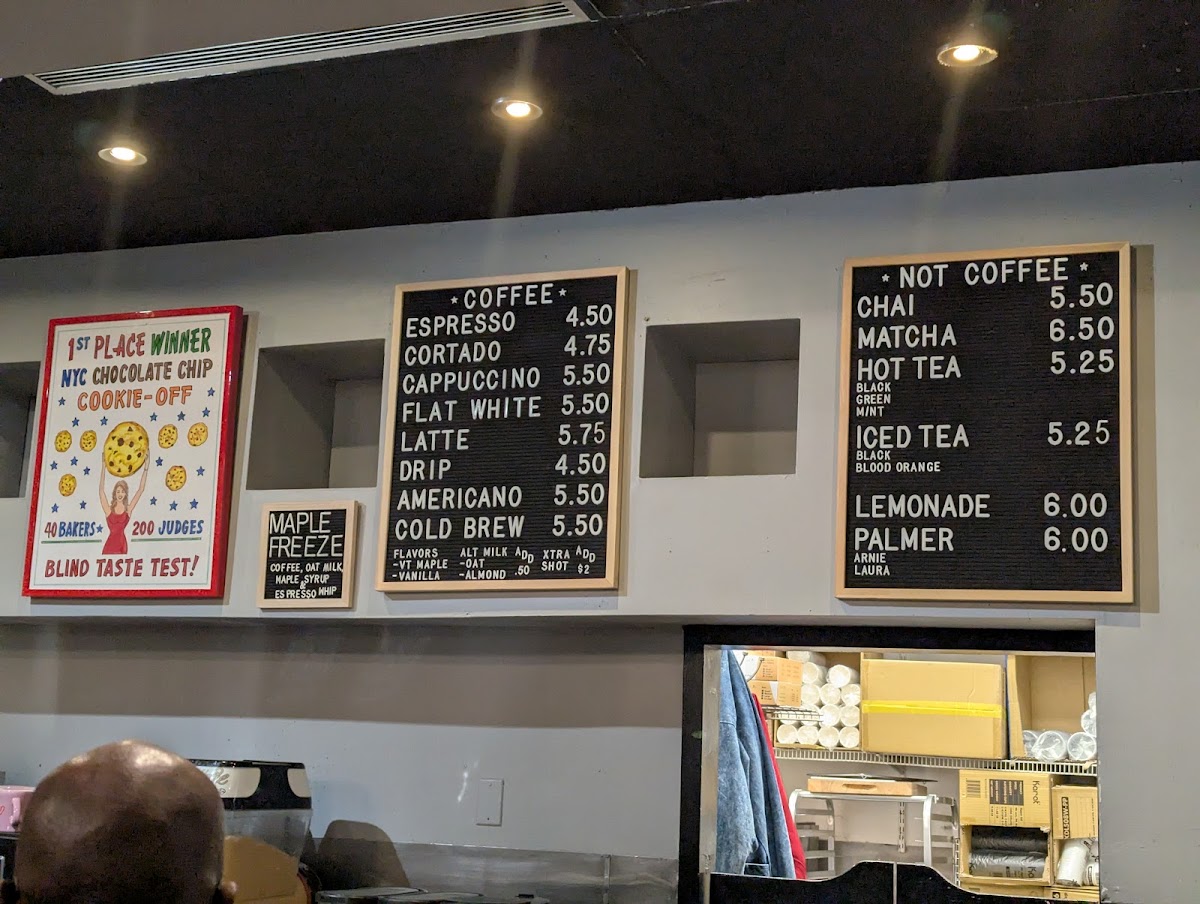 1ST PLACE WINNER
NYC CHOCOLATE CHIP
COOKIE-OFF
40 BAKERS★ 200 JUDGES
BLIND TASTE TEST!
MAPLE
FREEZE
COFFEE, OAT MILK
MAPLE SYRUP
&
ESPRESSO WHIP
★COFFEE★
ESPRESSO 4.50
CORTADO 4.75
CAPPUCCINO 5.50
FLAT WHITE 5.50
LATTE 5.75
DRIP 4.50
AMERICANO 5.50
COLD BREW 5.50
FLAVORS ALT MILK ADD XTRA ADD
-VT MAPLE -OAT SHOT $2
-VANILLA -ALMOND .50
★ NOT COFFEE ★
CHAI 5.50
MATCHA 6.50
HOT TEA 5.25
BLACK
GREEN
MINT
ICED TEA 5.25
BLACK
BLOOD ORANGE
LEMONADE 6.00
PALMER 6.00
ARNIE
LAURA
Karat